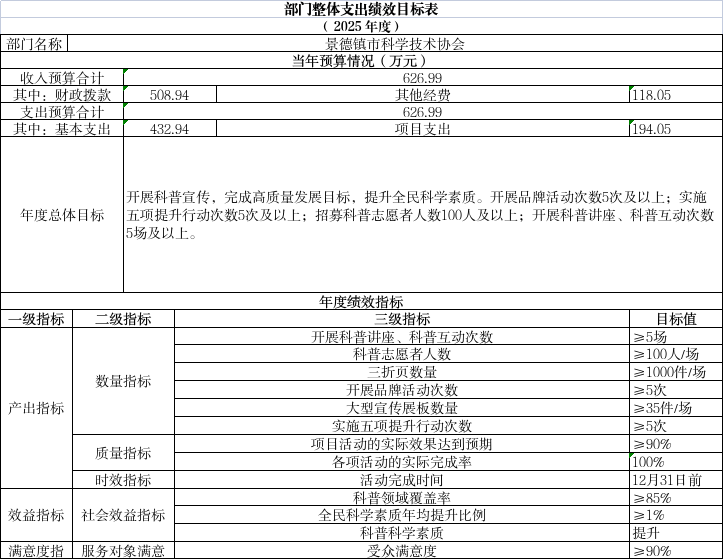 部门整体支出绩效目标表
（ 2025 年度）
部门名称 景德镇市科学技术协会
当年预算情况（万元）
收入预算合计 626.99
其中：财政拨款 508.94 其他经费 118.05
支出预算合计 626.99
其中：基本支出 432.94 项目支出 194.05
年度总体目标
开展科普宣传，完成高质量发展目标，提升全民科学素质。开展品牌活动次数5次及以上；实施
五项提升行动次数5次及以上；招募科普志愿者人数100人及以上；开展科普讲座、科普互动次数
5场及以上。
年度绩效指标
一级指标 二级指标 三级指标 目标值
产出指标 数量指标 开展科普讲座、科普互动次数 ≥5场
科普志愿者人数 ≥100人/场
三折页数量 ≥1000件/场
开展品牌活动次数 ≥5次
大型宣传展板数量 ≥35件/场
实施五项提升行动次数 ≥5次
质量指标 项目活动的实际效果达到预期 ≥90%
各项活动的实际完成率 100%
时效指标 活动完成时间 12月31日前
效益指标 社会效益指标 科普领域覆盖率 ≥85%
全民科学素质年均提升比例 ≥1%
科普科学素质 提升
满意度指 服务对象满意 受众满意度 ≥90%